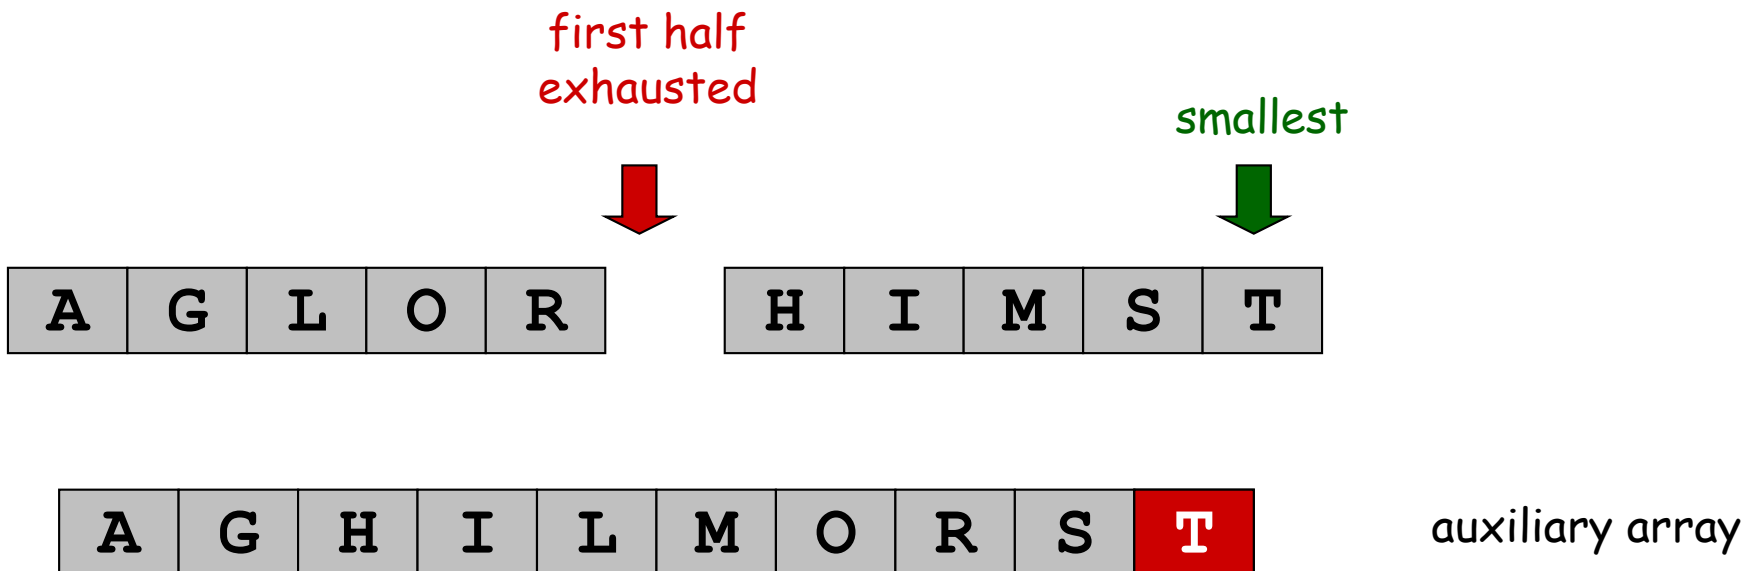 first half
exhausted
smallest
A G L O R H I M S T
A G H I L M O R S T auxiliary array